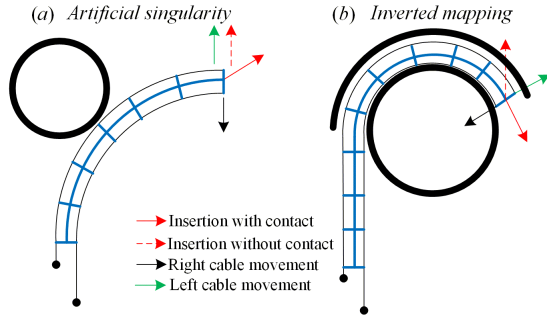 (a) Artificial singularity
(b) Inverted mapping
Insertion with contact
Insertion without contact
Right cable movement
Left cable movement